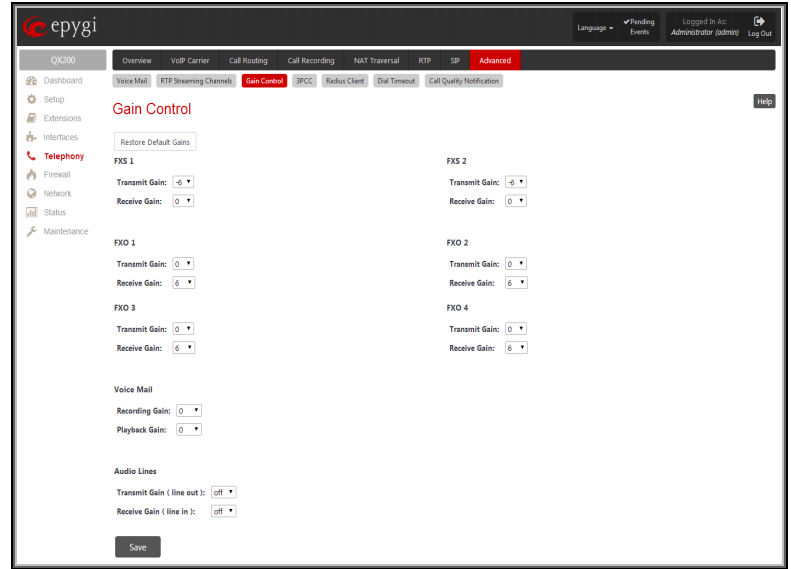 epygi
Language
✔Pending Events
Logged In As:
Administrator (admin)
Log Out
QX200
Dashboard
Setup
Extensions
Interfaces
Telephony
Firewall
Network
Status
Maintenance
Overview VoIP Carrier Call Routing Call Recording NAT Traversal RTP SIP Advanced
Voice Mail RTP Streaming Channels Gain Control 3PCC Radius Client Dial Timeout Call Quality Notification
Help
Gain Control
Restore Default Gains
FXS 1
Transmit Gain: -6
Receive Gain: 0
FXS 2
Transmit Gain: -6
Receive Gain: 0
FXO 1
Transmit Gain: 0
Receive Gain: 6
FXO 2
Transmit Gain: 0
Receive Gain: 6
FXO 3
Transmit Gain: 0
Receive Gain: 6
FXO 4
Transmit Gain: 0
Receive Gain: 6
Voice Mail
Recording Gain: 0
Playback Gain: 0
Audio Lines
Transmit Gain ( line out ): off
Receive Gain ( line in ): off
Save